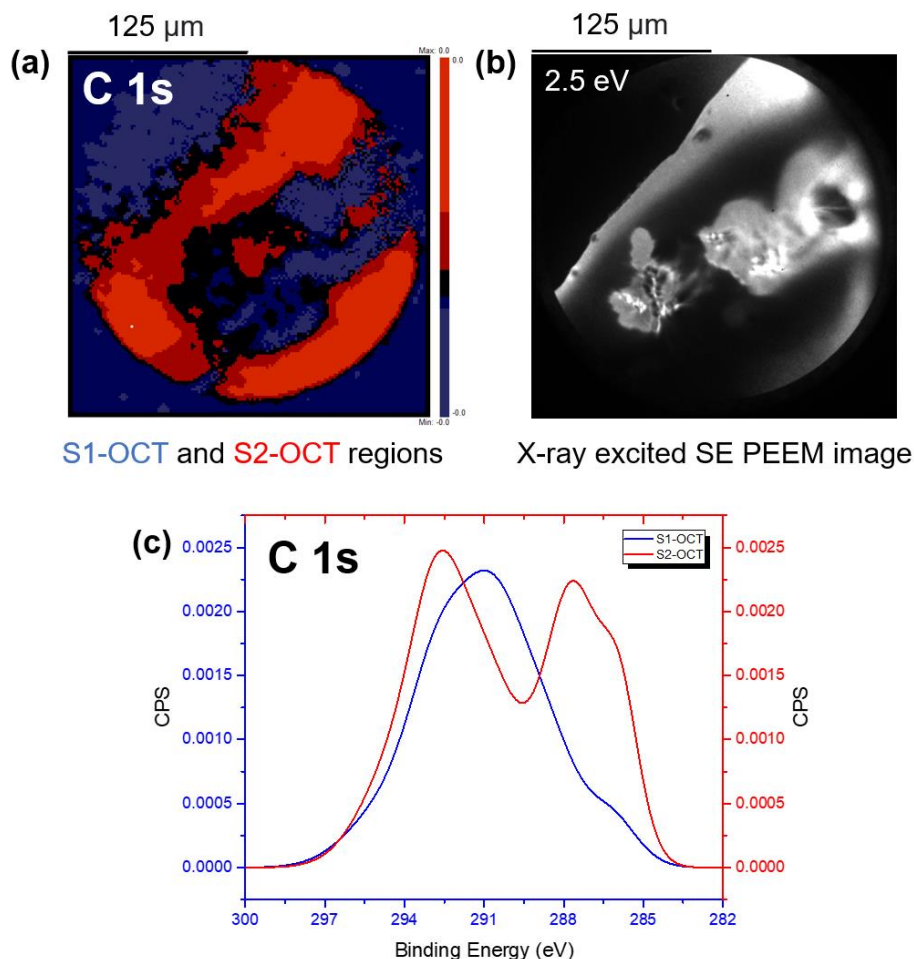 125 µm
125 µm
(a)
C 1s
Max: 0.0
0.0
-0.0
Min: -0.0
(b)
2.5 eV
S1-OCT and S2-OCT regions
X-ray excited SE PEEM image
(c)
C 1s
S1-OCT
S2-OCT
0.0025
0.0020
0.0015
0.0010
0.0005
0.0000
CPS
0.0025
0.0020
0.0015
0.0010
0.0005
0.0000
CPS
300 297 294 291 288 285 282
Binding Energy (eV)